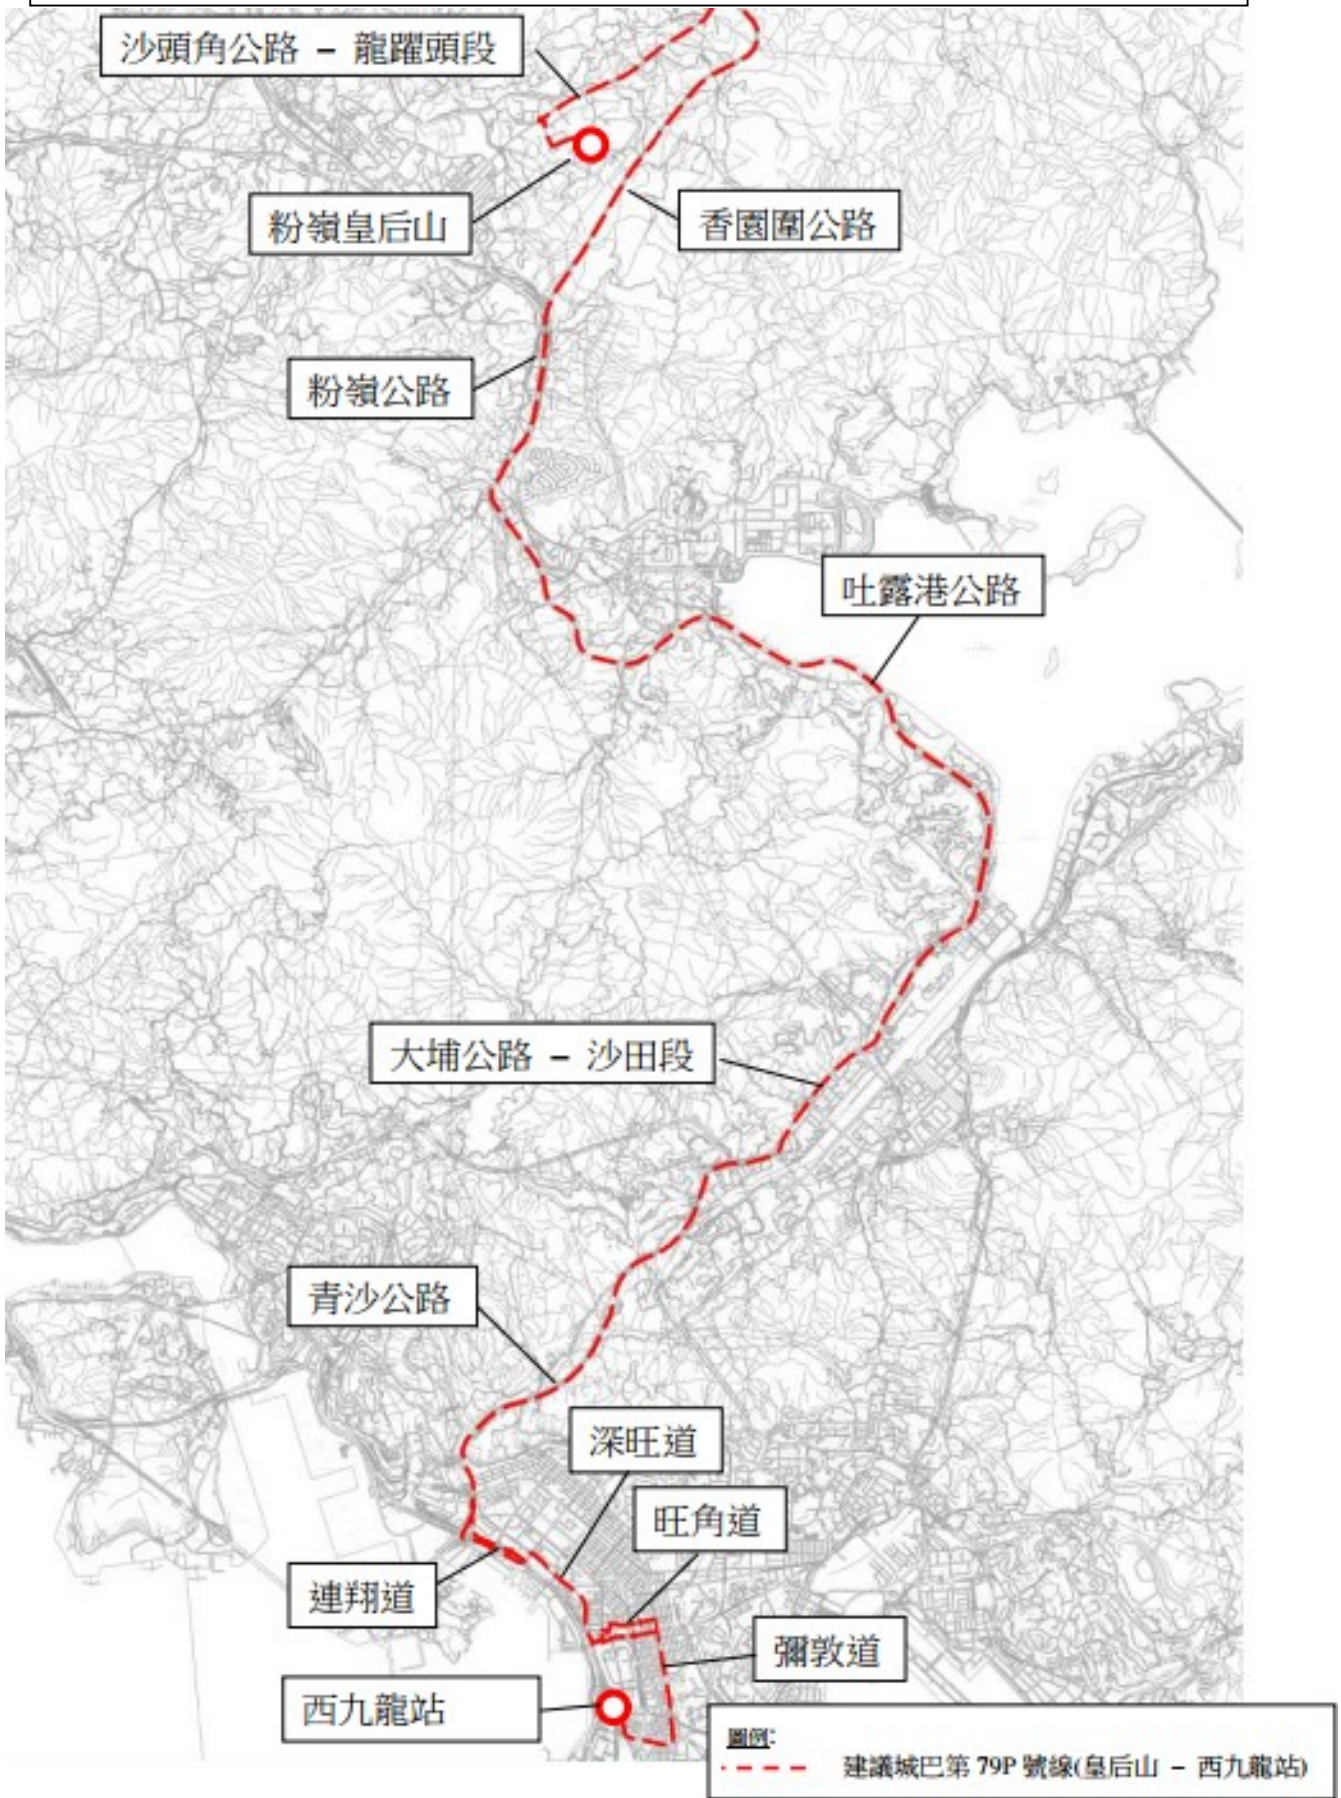 沙頭角公路 – 龍躍頭段
粉嶺皇后山
香園圍公路
粉嶺公路
吐露港公路
大埔公路 – 沙田段
青沙公路
深旺道
旺角道
連翔道
彌敦道
西九龍站
圖例:
建議城巴第 79P 號線(皇后山 – 西九龍站)